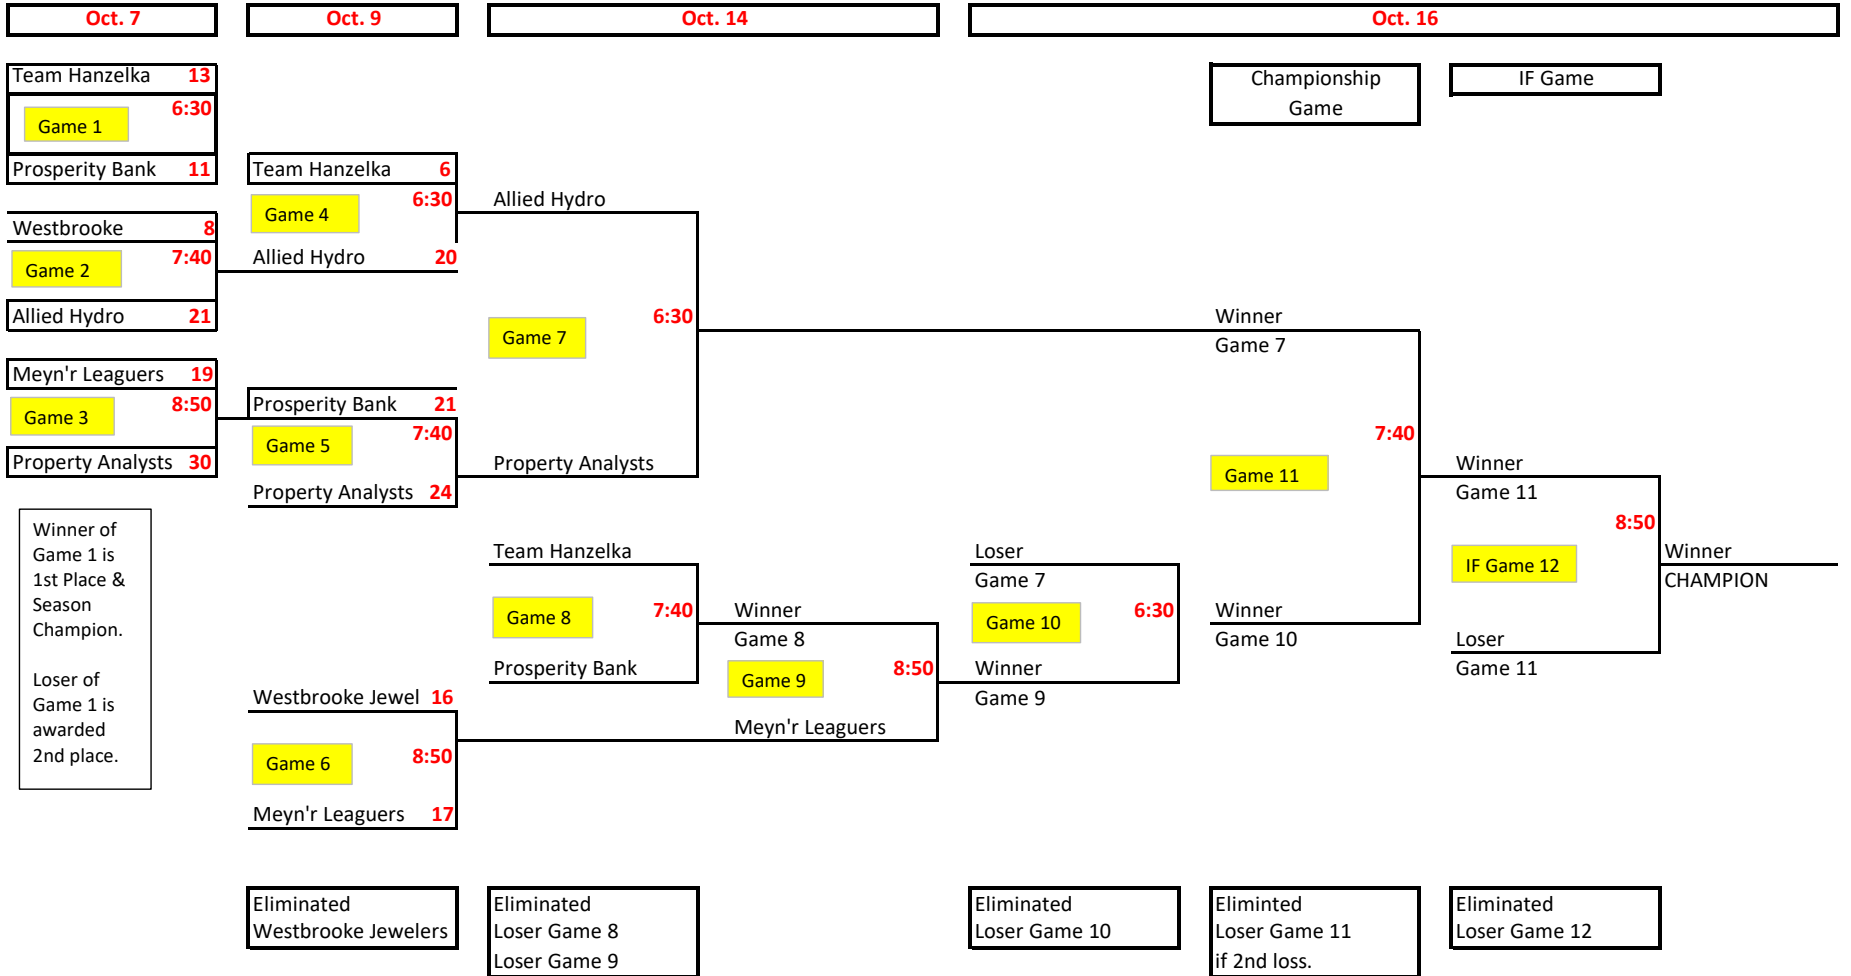 Oct. 7
Oct. 9
Oct. 14
Oct. 16
Team Hanzelka 13
6:30
Game 1
Prosperity Bank 11
Westbrooke 8
7:40
Game 2
Allied Hydro 21
Meyn'r Leaguers 19
8:50
Game 3
Property Analysts 30
Winner of
Game 1 is
1st Place &
Season
Champion.
Loser of
Game 1 is
awarded
2nd place.
Team Hanzelka 6
6:30
Game 4
Allied Hydro 20
Prosperity Bank 21
7:40
Game 5
Property Analysts 24
Westbrooke Jewel 16
8:50
Game 6
Meyn'r Leaguers 17
Eliminated
Westbrooke Jewelers
Allied Hydro
6:30
Game 7
Property Analysts
Team Hanzelka
7:40
Game 8
Prosperity Bank
Winner
Game 8
8:50
Game 9
Meyn'r Leaguers
Eliminated
Loser Game 8
Loser Game 9
Loser
Game 7
6:30
Game 10
Winner
Game 9
Eliminated
Loser Game 10
Championship
Game
Winner
Game 7
7:40
Game 11
Winner
Game 10
Eliminted
Loser Game 11
if 2nd loss.
IF Game
Winner
Game 11
8:50
IF Game 12
Loser
Game 11
Winner
CHAMPION
Eliminated
Loser Game 12